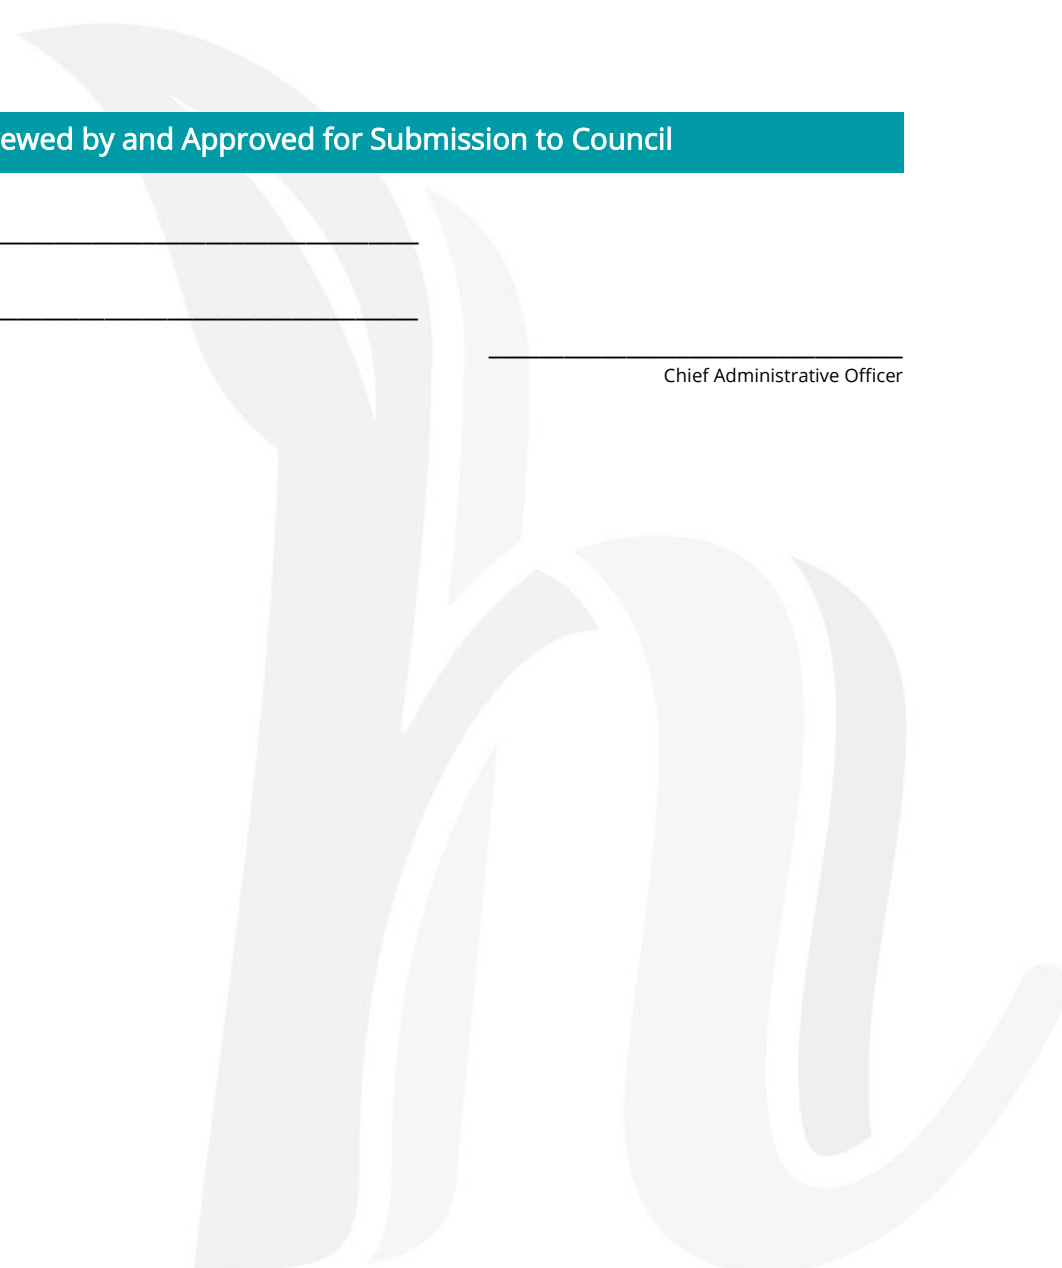 ewed by and Approved for Submission to Council
Chief Administrative Officer